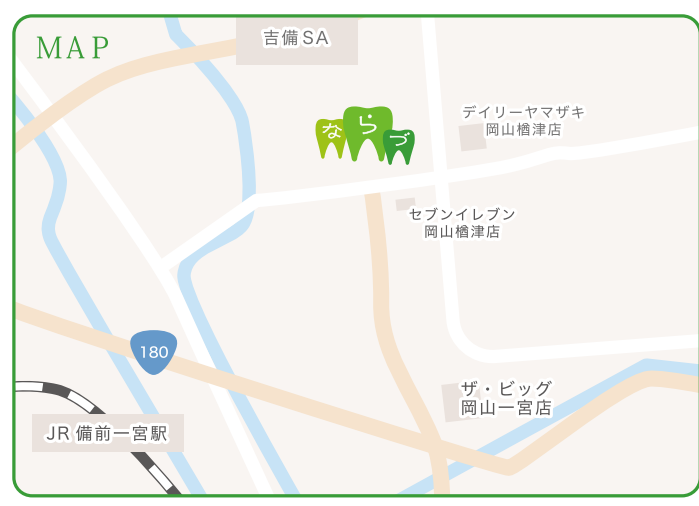 MAP
吉備SA
ならづ
デイリーヤマザキ
岡山楢津店
セブンイレブン
岡山楢津店
180
ザ・ビッグ
岡山一宮店
JR 備前一宮駅